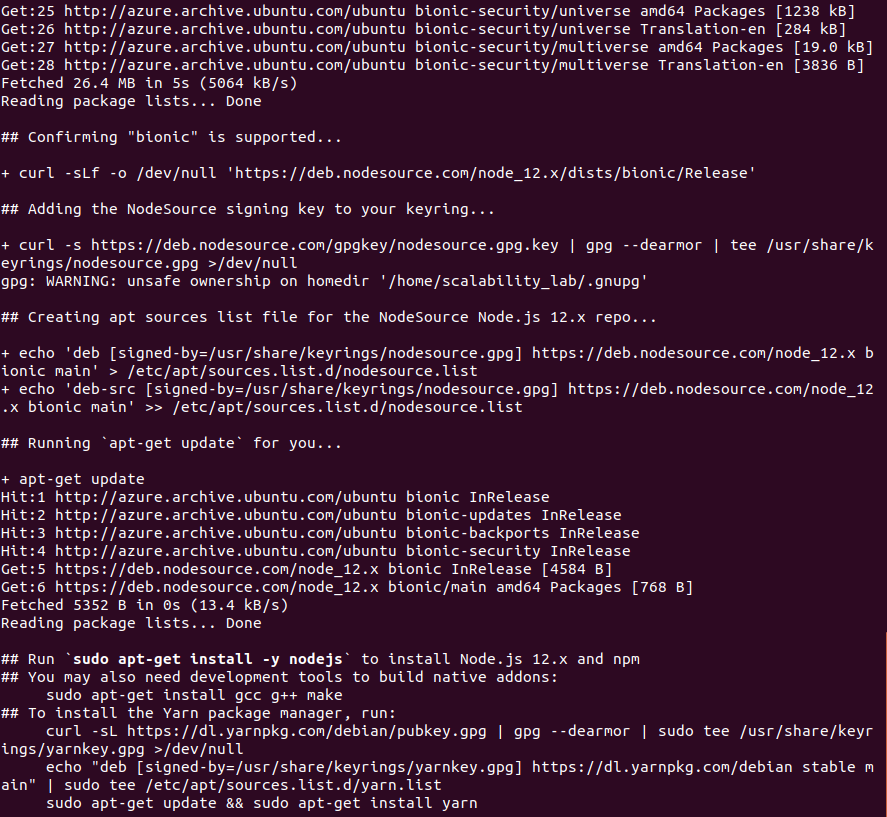 Get:25 http://azure.archive.ubuntu.com/ubuntu bionic-security/universe amd64 Packages [1238 kB]
Get:26 http://azure.archive.ubuntu.com/ubuntu bionic-security/universe Translation-en [284 kB]
Get:27 http://azure.archive.ubuntu.com/ubuntu bionic-security/multiverse amd64 Packages [19.0 kB]
Get:28 http://azure.archive.ubuntu.com/ubuntu bionic-security/multiverse Translation-en [3836 B]
Fetched 26.4 MB in 5s (5064 kB/s)
Reading package lists... Done

## Confirming "bionic" is supported...

+ curl -sLf -o /dev/null 'https://deb.nodesource.com/node_12.x/dists/bionic/Release'

## Adding the NodeSource signing key to your keyring...

+ curl -s https://deb.nodesource.com/gpgkey/nodesource.gpg.key | gpg --dearmor | tee /usr/share/k
eyrings/nodesource.gpg >/dev/null
gpg: WARNING: unsafe ownership on homedir '/home/scalability_lab/.gnupg'

## Creating apt sources list file for the NodeSource Node.js 12.x repo...

+ echo 'deb [signed-by=/usr/share/keyrings/nodesource.gpg] https://deb.nodesource.com/node_12.x b
ionic main' > /etc/apt/sources.list.d/nodesource.list
+ echo 'deb-src [signed-by=/usr/share/keyrings/nodesource.gpg] https://deb.nodesource.com/node_12
.x bionic main' >> /etc/apt/sources.list.d/nodesource.list

## Running `apt-get update` for you...

+ apt-get update
Hit:1 http://azure.archive.ubuntu.com/ubuntu bionic InRelease
Hit:2 http://azure.archive.ubuntu.com/ubuntu bionic-updates InRelease
Hit:3 http://azure.archive.ubuntu.com/ubuntu bionic-backports InRelease
Hit:4 http://azure.archive.ubuntu.com/ubuntu bionic-security InRelease
Get:5 https://deb.nodesource.com/node_12.x bionic InRelease [4584 B]
Get:6 https://deb.nodesource.com/node_12.x bionic/main amd64 Packages [768 B]
Fetched 5352 B in 0s (13.4 kB/s)
Reading package lists... Done

## Run `sudo apt-get install -y nodejs` to install Node.js 12.x and npm
## You may also need development tools to build native addons:
     sudo apt-get install gcc g++ make
## To install the Yarn package manager, run:
     curl -sL https://dl.yarnpkg.com/debian/pubkey.gpg | gpg --dearmor | sudo tee /usr/share/keyr
ings/yarnkey.gpg >/dev/null
     echo "deb [signed-by=/usr/share/keyrings/yarnkey.gpg] https://dl.yarnpkg.com/debian stable m
ain" | sudo tee /etc/apt/sources.list.d/yarn.list
     sudo apt-get update && sudo apt-get install yarn